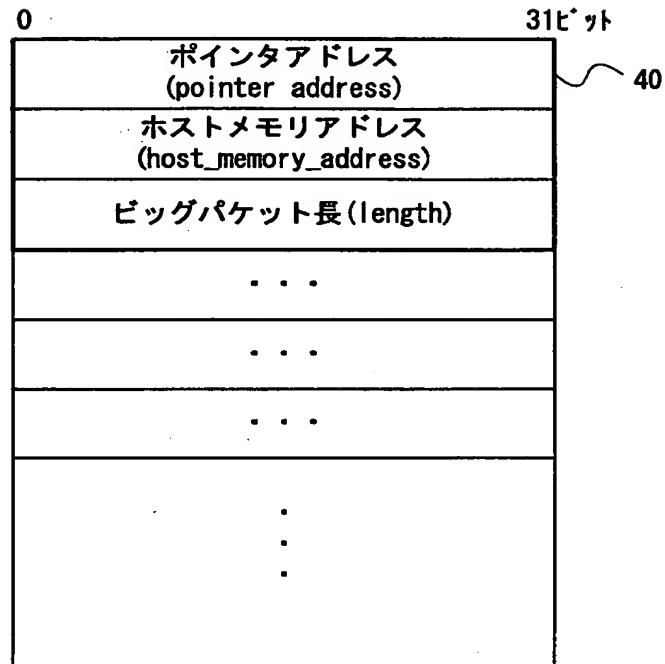 0 31ﾋﾞｯﾄ
ポインタアドレス
(pointer address)
40
ホストメモリアドレス
(host_memory_address)
ビッグパケット長(length)
・・・
・・・
・・・
・
・
・